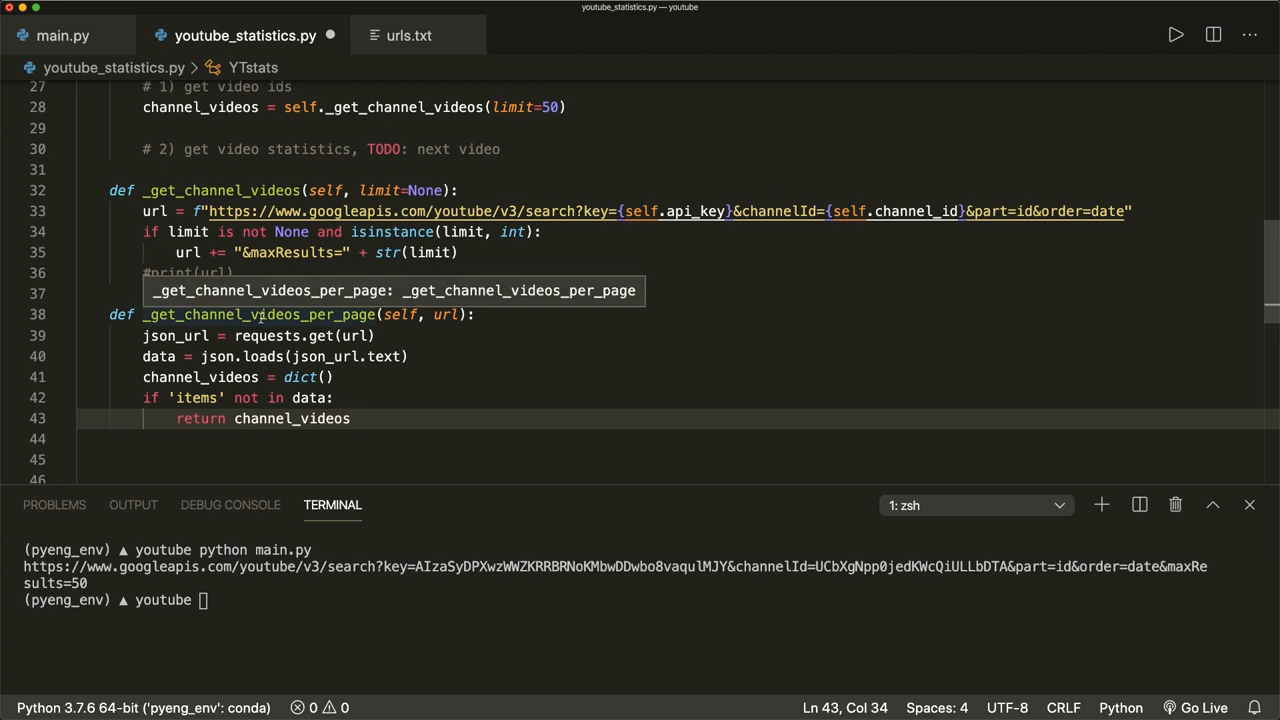 youtube_statistics.py — youtube
main.py
youtube_statistics.py
urls.txt
youtube_statistics.py > YTstats
27 # 1) get video ids
28 channel_videos = self._get_channel_videos(limit=50)
29
30 # 2) get video statistics, TODO: next video
31
32 def _get_channel_videos(self, limit=None):
33 url = f"https://www.googleapis.com/youtube/v3/search?key={self.api_key}&channelId={self.channel_id}&part=id&order=date"
34 if limit is not None and isinstance(limit, int):
35 url += "&maxResults=" + str(limit)
36 #print(url)
37 _get_channel_videos_per_page: _get_channel_videos_per_page
38 def _get_channel_videos_per_page(self, url):
39 json_url = requests.get(url)
40 data = json.loads(json_url.text)
41 channel_videos = dict()
42 if 'items' not in data:
43 return channel_videos
44
45
46
PROBLEMS OUTPUT DEBUG CONSOLE TERMINAL 1: zsh
(pyeng_env) ▲ youtube python main.py
https://www.googleapis.com/youtube/v3/search?key=AIzaSyDPXwzWWZKRRBRNoKMbwDDwbo8vaqulMJY&channelId=UCbXgNpp0jedKWcQiULLbDTA&part=id&order=date&maxRe
sults=50
(pyeng_env) ▲ youtube
Python 3.7.6 64-bit ('pyeng_env': conda) 0 0 Ln 43, Col 34 Spaces: 4 UTF-8 CRLF Python Go Live